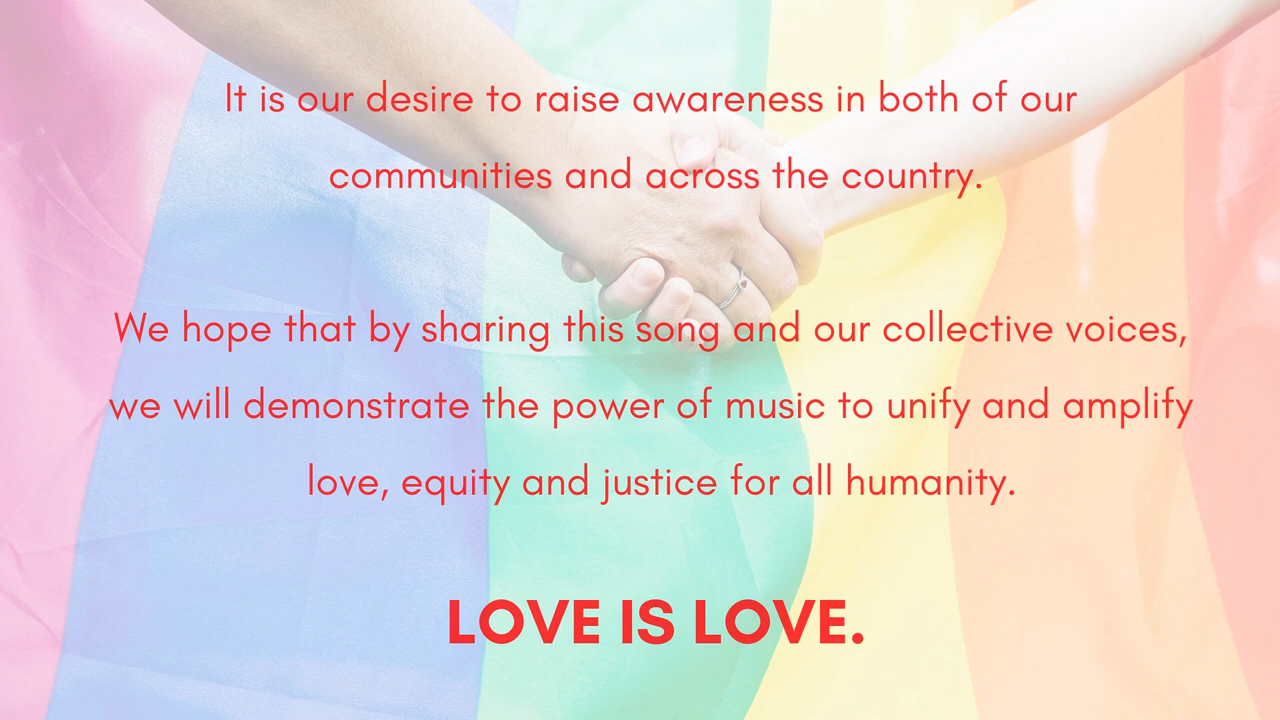 It is our desire to raise awareness in both of our
communities and across the country.
We hope that by sharing this song and our collective voices,
we will demonstrate the power of music to unify and amplify
love, equity and justice for all humanity.
LOVE IS LOVE.